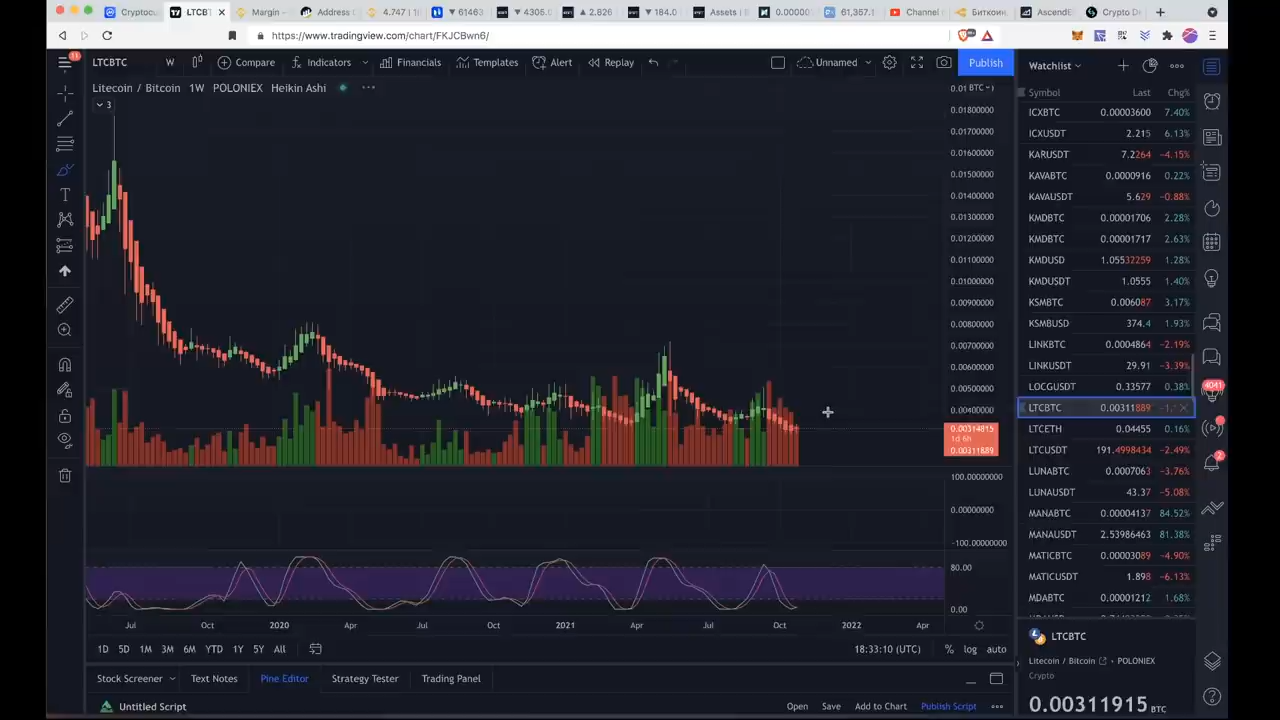 Cryptocu
LTCBT
Margin -
Address C
4.747 | 1
▼ 61463
▼ 4306.0
▲ 2.826
▼ 184.0
Assets | B
0.00000
61,367.1
Channel
Биткоин.
AscendE
Crypto De
https://www.tradingview.com/chart/FKJCBwn6/
11
LTCBTC
W
Compare
Indicators
Financials
Templates
Alert
Replay
Unnamed
Publish
Watchlist
Litecoin / Bitcoin 1W POLONIEX Heikin Ashi
3
BTC
Symbol Last Chg%
ICXBTC 0.00003600 7.40%
ICXUSDT 2.215 6.13%
KARUSDT 7.2264 −4.15%
KAVABTC 0.0000916 0.22%
KAVAUSDT 5.629 −0.88%
KMDBTC 0.00001706 2.28%
KMDBTC 0.00001717 2.63%
KMDUSD 1.05532259 1.28%
KMDUSDT 1.0555 1.40%
KSMBTC 0.006087 3.17%
KSMBUSD 374.4 1.93%
LINKBTC 0.0004864 −2.19%
LINKUSDT 29.91 −3.39%
LOCGUSDT 0.33577 0.38%
LTCBTC 0.00311889
LTCETH 0.04455 0.16%
LTCUSDT 191.4998434 −2.49%
LUNABTC 0.0007063 −3.76%
LUNAUSDT 43.37 −5.08%
MANABTC 0.00004137 84.52%
MANAUSDT 2.53986463 81.38%
MATICBTC 0.00003089 −4.90%
MATICUSDT 1.898 −6.13%
MDABTC 0.00001212 1.68%
0.01800000
0.01700000
0.01600000
0.01500000
0.01400000
0.01300000
0.01200000
0.01100000
0.01000000
0.00900000
0.00800000
0.00700000
0.00600000
0.00500000
0.00400000
0.00314815
1d 6h
0.00311889
100.00000000
0.00000000
−100.00000000
80.00
0.00
4041
2
Jul Oct 2020 Apr Jul Oct 2021 Apr Jul Oct 2022 Apr
1D 5D 1M 3M 6M YTD 1Y 5Y All
18:33:10 (UTC) % log auto
LTCBTC
Litecoin / Bitcoin • POLONIEX
Crypto
0.00311915 BTC
Stock Screener Text Notes Pine Editor Strategy Tester Trading Panel
Untitled Script
Open Save Add to Chart Publish Script